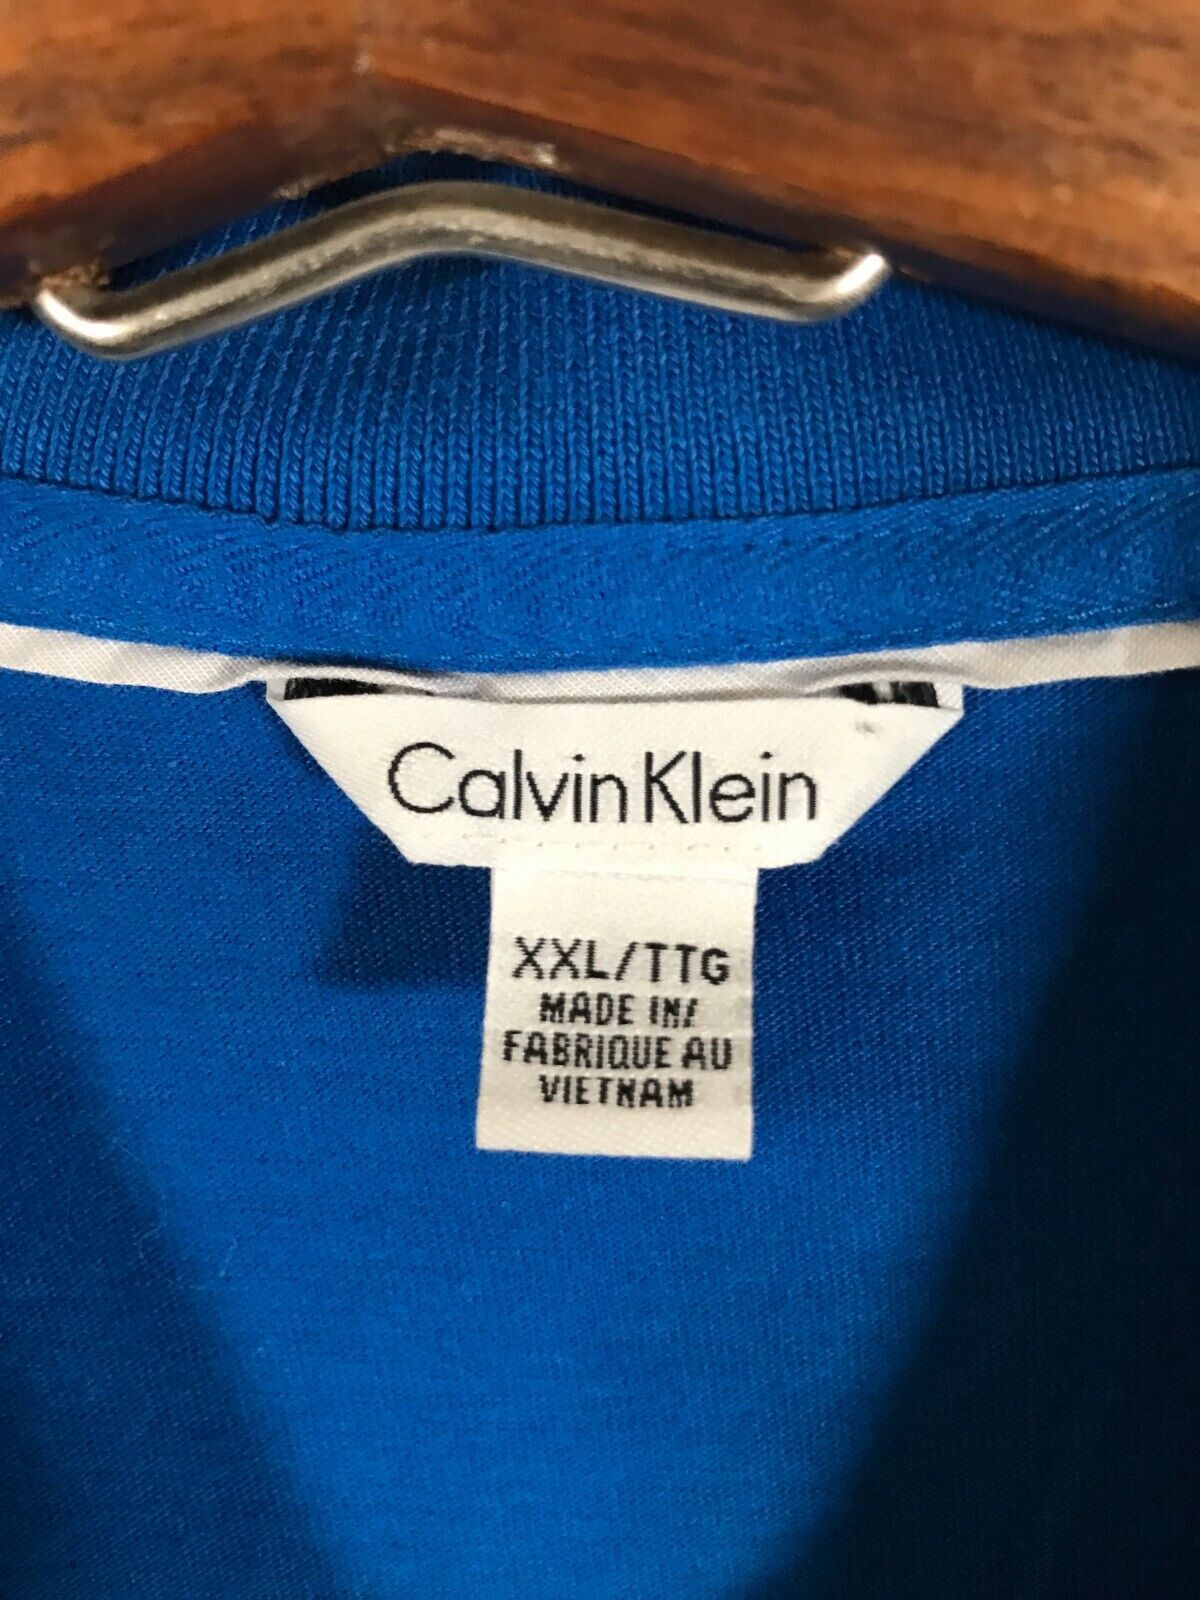 Calvin Klein
XXL/TTG
MADE IN/
FABRIQUE AU
VIETNAM